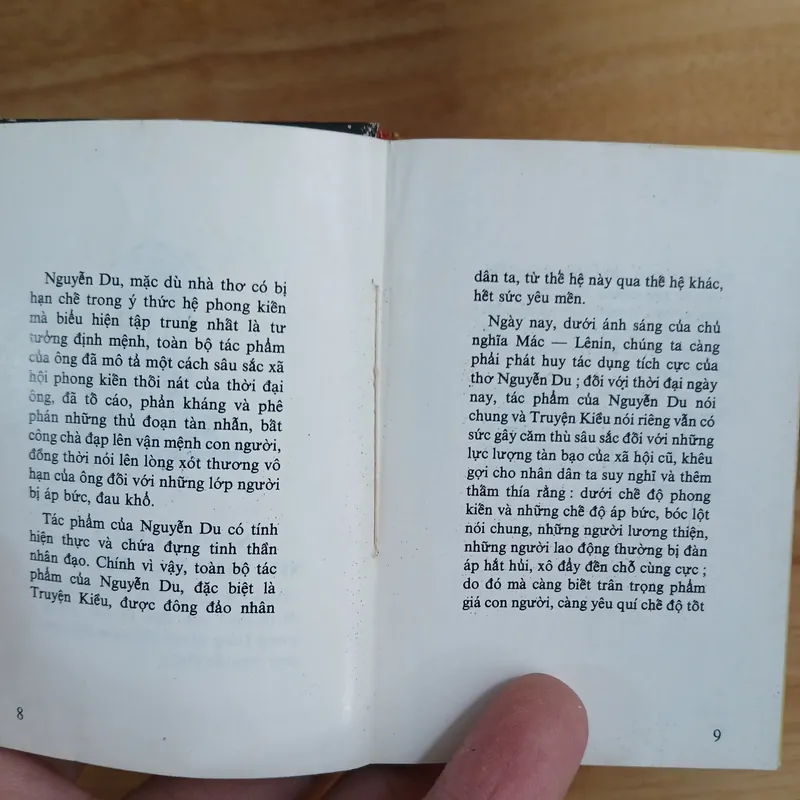 Nguyễn Du, mặc dù nhà thơ có bị
hạn chế trong ý thức hệ phong kiến
mà biểu hiện tập trung nhất là tư
tưởng định mệnh, toàn bộ tác phẩm
của ông đã mô tả một cách sâu sắc xã
hội phong kiến thối nát của thời đại
ông, đã tố cáo, phản kháng và phê
phán những thủ đoạn tàn nhẫn, bất
công chà đạp lên vận mệnh con người,
đồng thời nói lên lòng xót thương vô
hạn của ông đối với những lớp người
bị áp bức, đau khổ.
Tác phẩm của Nguyễn Du có tính
hiện thực và chứa đựng tinh thần
nhân đạo. Chính vì vậy, toàn bộ tác
phẩm của Nguyễn Du, đặc biệt là
Truyện Kiều, được đông đảo nhân
8
dân ta, từ thế hệ này qua thế hệ khác,
hết sức yêu mến.
Ngày nay, dưới ánh sáng của chủ
nghĩa Mác — Lênin, chúng ta càng
phải phát huy tác dụng tích cực của
thơ Nguyễn Du ; đối với thời đại ngày
nay, tác phẩm của Nguyễn Du nói
chung và Truyện Kiều nói riêng vẫn có
sức gây căm thù sâu sắc đối với những
lực lượng tàn bạo của xã hội cũ, khêu
gợi cho nhân dân ta suy nghĩ và thêm
thấm thía rằng : dưới chế độ phong
kiến và những chế độ áp bức, bóc lột
nói chung, những người lương thiện,
những người lao động thường bị đàn
áp hắt hủi, xô đẩy đến chỗ cùng cực ;
do đó mà càng biết trân trọng phẩm
giá con người, càng yêu quí chế độ tốt
9